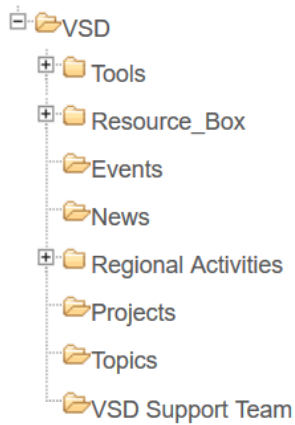 VSD
Tools
Resource_Box
Events
News
Regional Activities
Projects
Topics
VSD Support Team